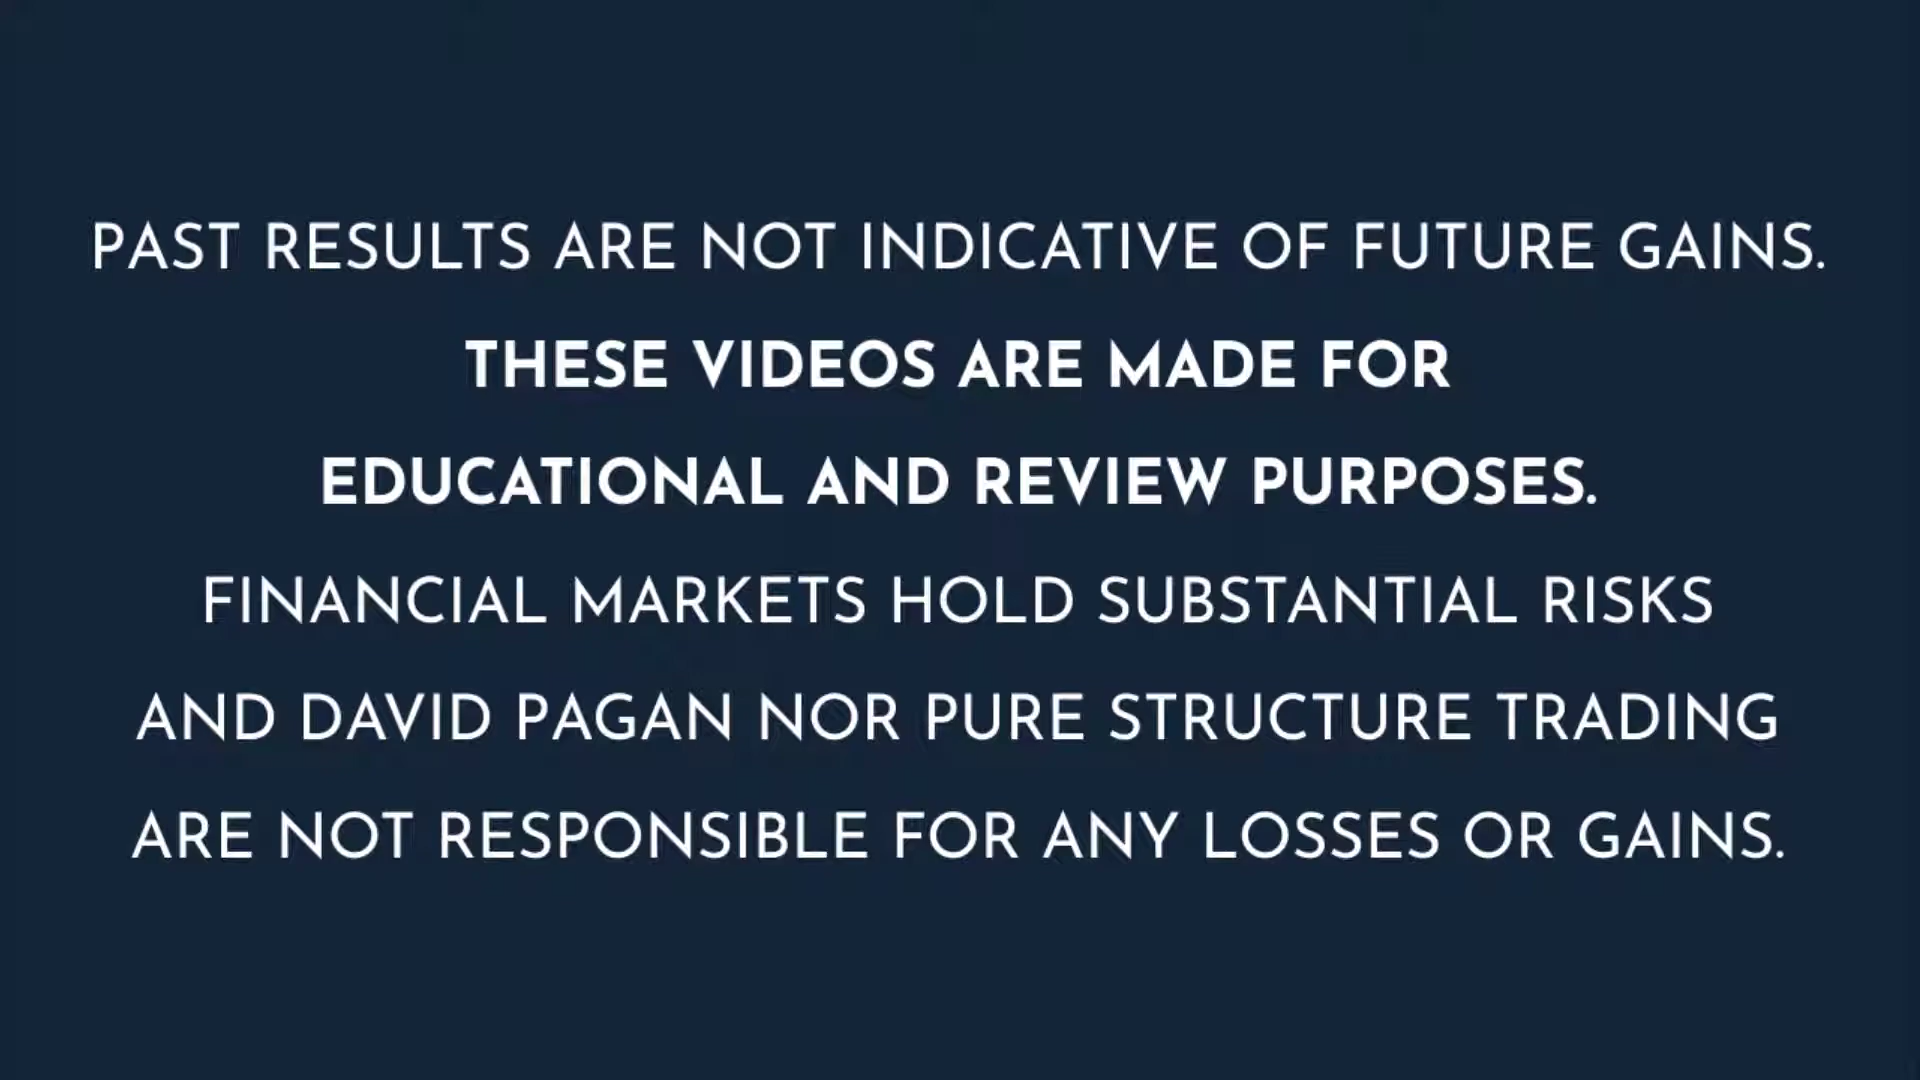 PAST RESULTS ARE NOT INDICATIVE OF FUTURE GAINS.
THESE VIDEOS ARE MADE FOR
EDUCATIONAL AND REVIEW PURPOSES.
FINANCIAL MARKETS HOLD SUBSTANTIAL RISKS
AND DAVID PAGAN NOR PURE STRUCTURE TRADING
ARE NOT RESPONSIBLE FOR ANY LOSSES OR GAINS.